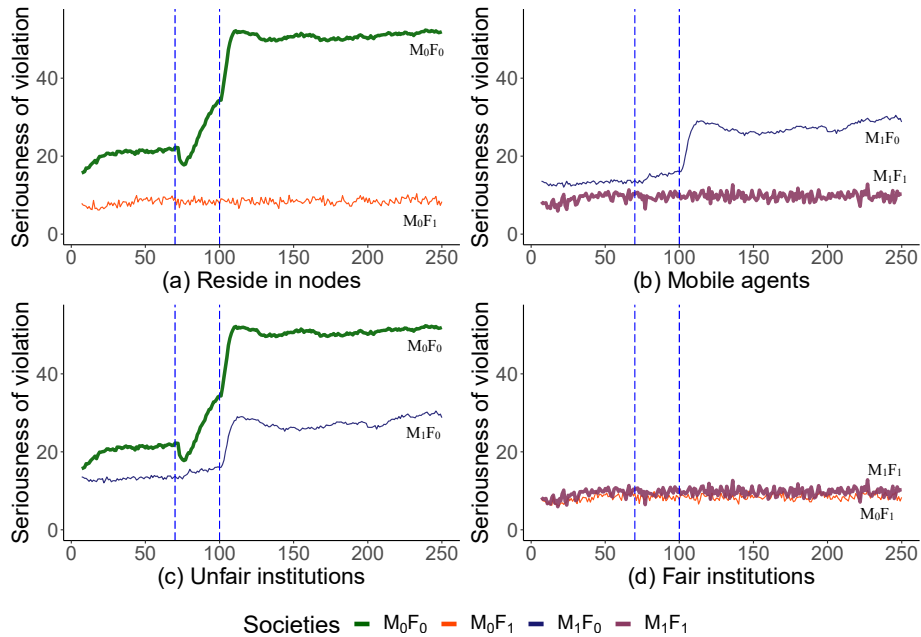 Seriousness of violation
40
20
0
M₀F₀
M₀F₁
0 50 100 150 200 250
(a) Reside in nodes
Seriousness of violation
40
20
0
M₁F₀
M₁F₁
0 50 100 150 200 250
(b) Mobile agents
Seriousness of violation
40
20
0
M₀F₀
M₁F₀
0 50 100 150 200 250
(c) Unfair institutions
Seriousness of violation
40
20
0
M₁F₁
M₀F₁
0 50 100 150 200 250
(d) Fair institutions
Societies M₀F₀ M₀F₁ M₁F₀ M₁F₁